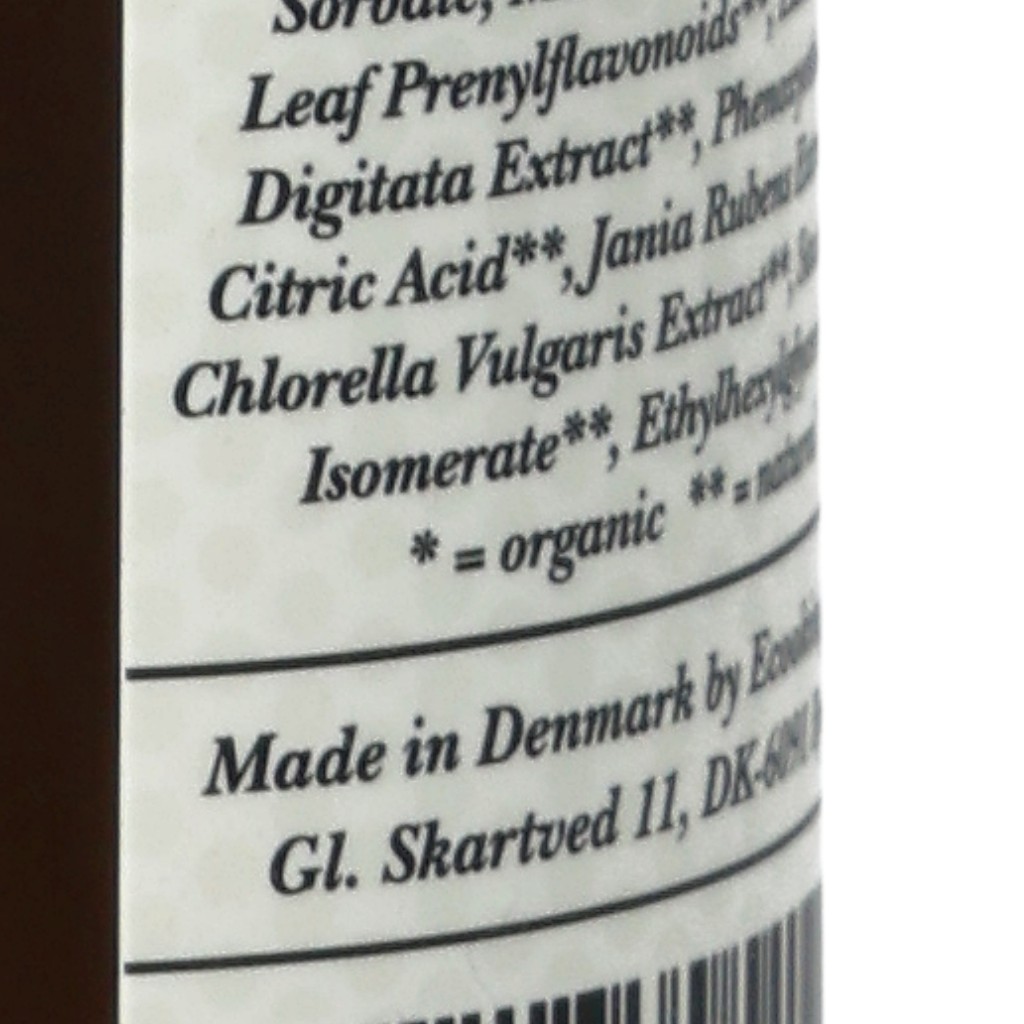 Sorbate,
Leaf Prenylflavonoids**,
Digitata Extract**,
Citric Acid**, Jania Rubens
Chlorella Vulgaris Extract**,
Isomerate**,
* = organic ** =
Made in Denmark by
Gl. Skartved 11,